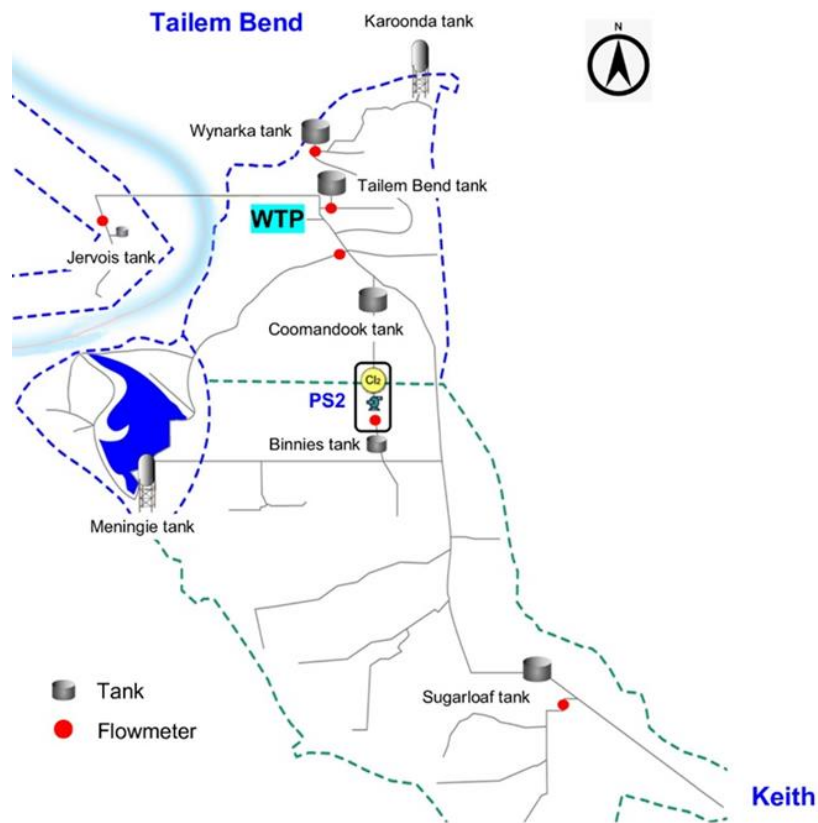 Tailem Bend
Karoonda tank
N
Wynarka tank
Tailem Bend tank
WTP
Jervois tank
Coomandook tank
Cl₂
PS2
Binnies tank
Meningie tank
Tank
Sugarloaf tank
Flowmeter
Keith